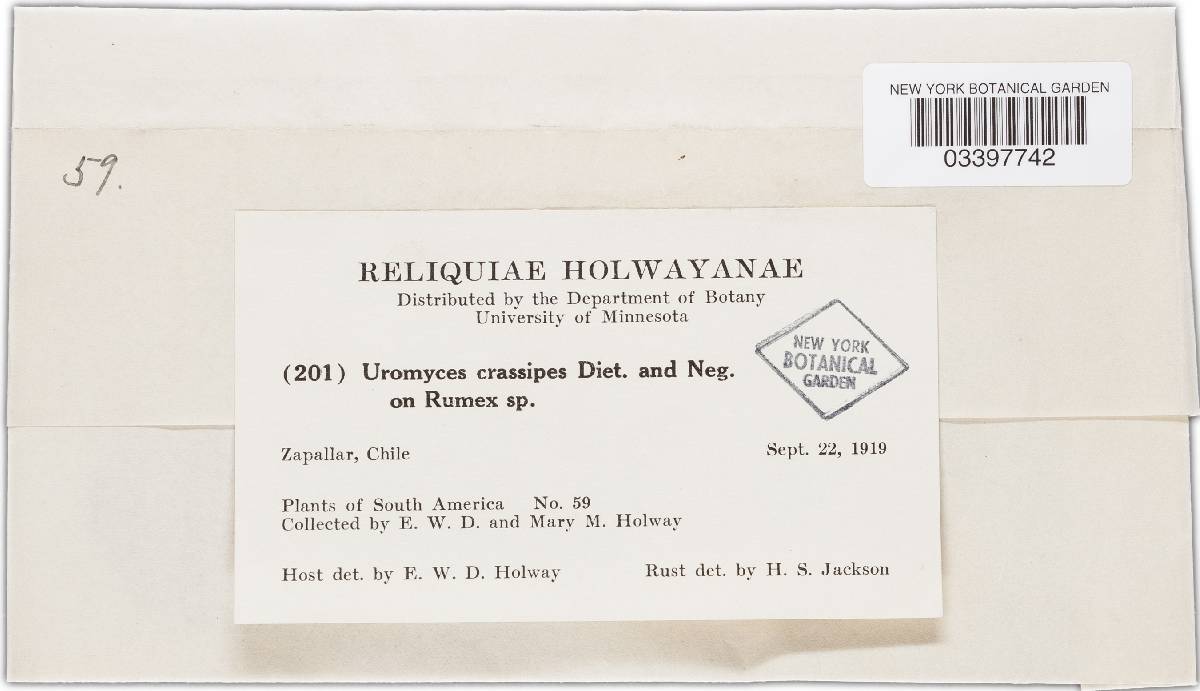 NEW YORK BOTANICAL GARDEN
03397742
59.
RELIQUIAE HOLWAYANAE
Distributed by the Department of Botany
University of Minnesota
NEW YORK
BOTANICAL
GARDEN
(201) Uromyces crassipes Diet. and Neg.
on Rumex sp.
Zapallar, Chile Sept. 22, 1919
Plants of South America No. 59
Collected by E. W. D. and Mary M. Holway
Host det. by E. W. D. Holway Rust det. by H. S. Jackson